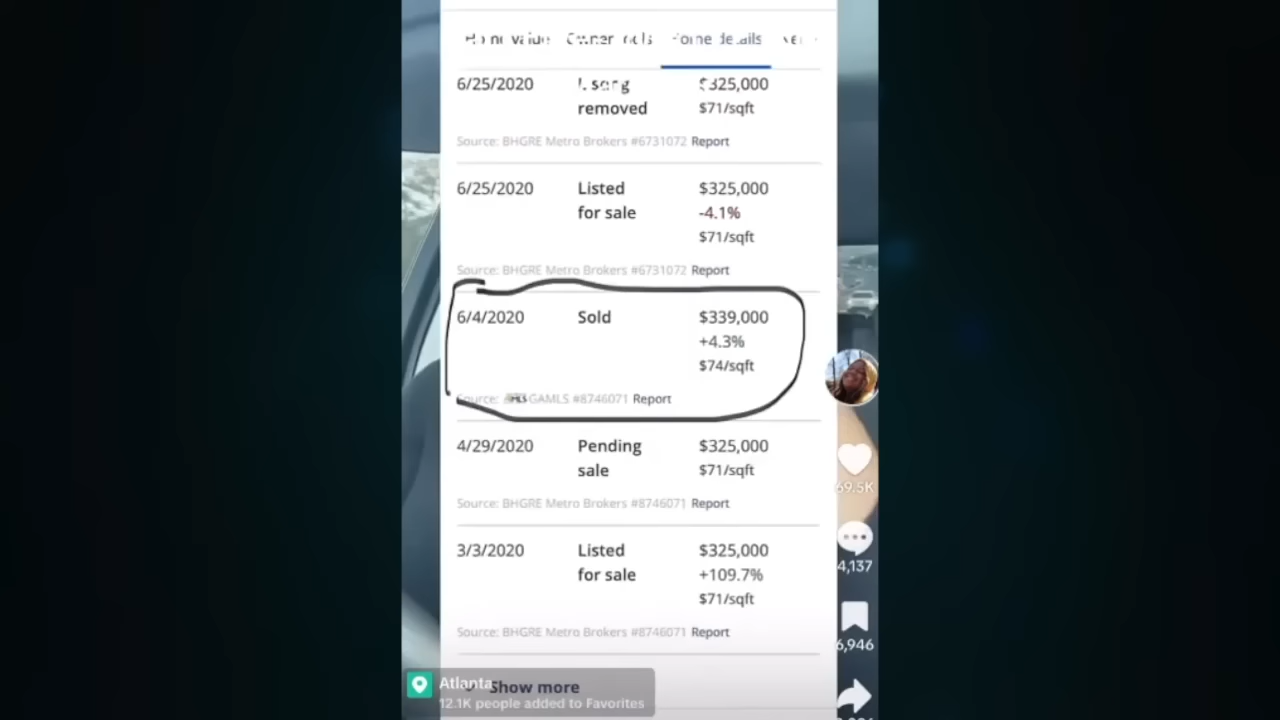 Home details
6/25/2020
$325,000
removed
$71/sqft
Source: BHGRE Metro Brokers #6731072 Report
6/25/2020 Listed $325,000
for sale -4.1%
$71/sqft
Source: BHGRE Metro Brokers #6731072 Report
6/4/2020 Sold $339,000
+4.3%
$74/sqft
GAMLS #8746071 Report
4/29/2020 Pending $325,000
sale $71/sqft
Source: BHGRE Metro Brokers #8746071 Report
3/3/2020 Listed $325,000
for sale +109.7%
$71/sqft
Source: BHGRE Metro Brokers #8746071 Report
Show more
Atlanta
12.1K people added to Favorites
69.5K
4,137
6,946